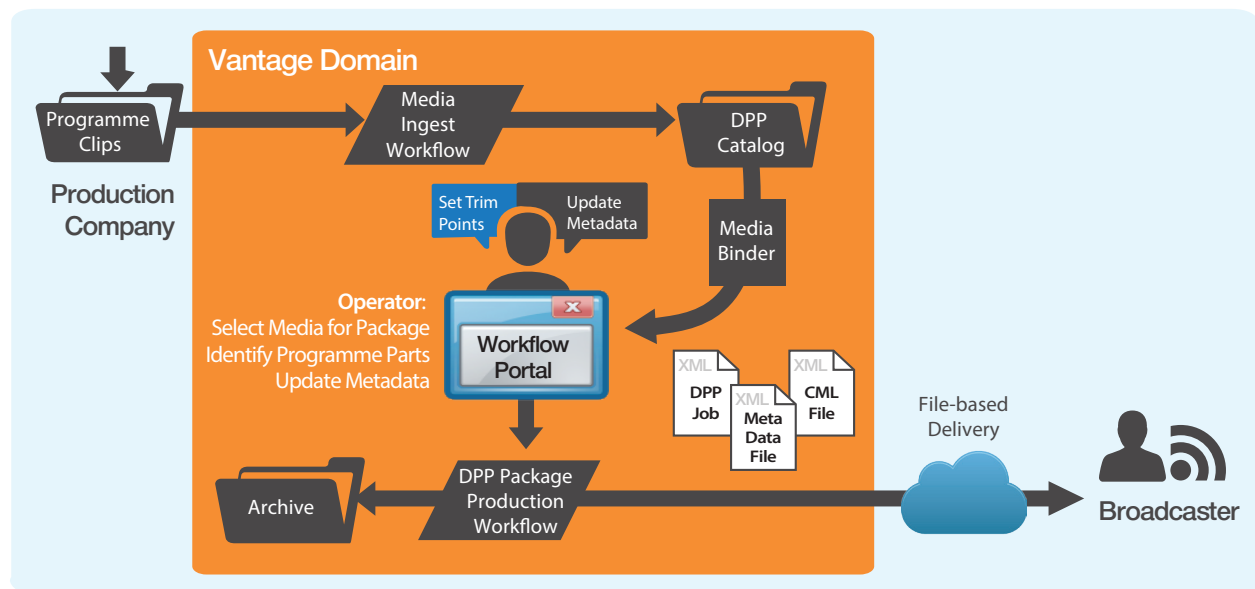 Vantage Domain
Programme
Clips
Production
Company
Media
Ingest
Workflow
DPP
Catalog
Set Trim
Points
Update
Metadata
Media
Binder
Operator:
Select Media for Package
Identify Programme Parts
Update Metadata
Workflow
Portal
XML
DPP
Job
XML
Meta
Data
File
XML
CML
File
File-based
Delivery
Archive
DPP Package
Production
Workflow
Broadcaster